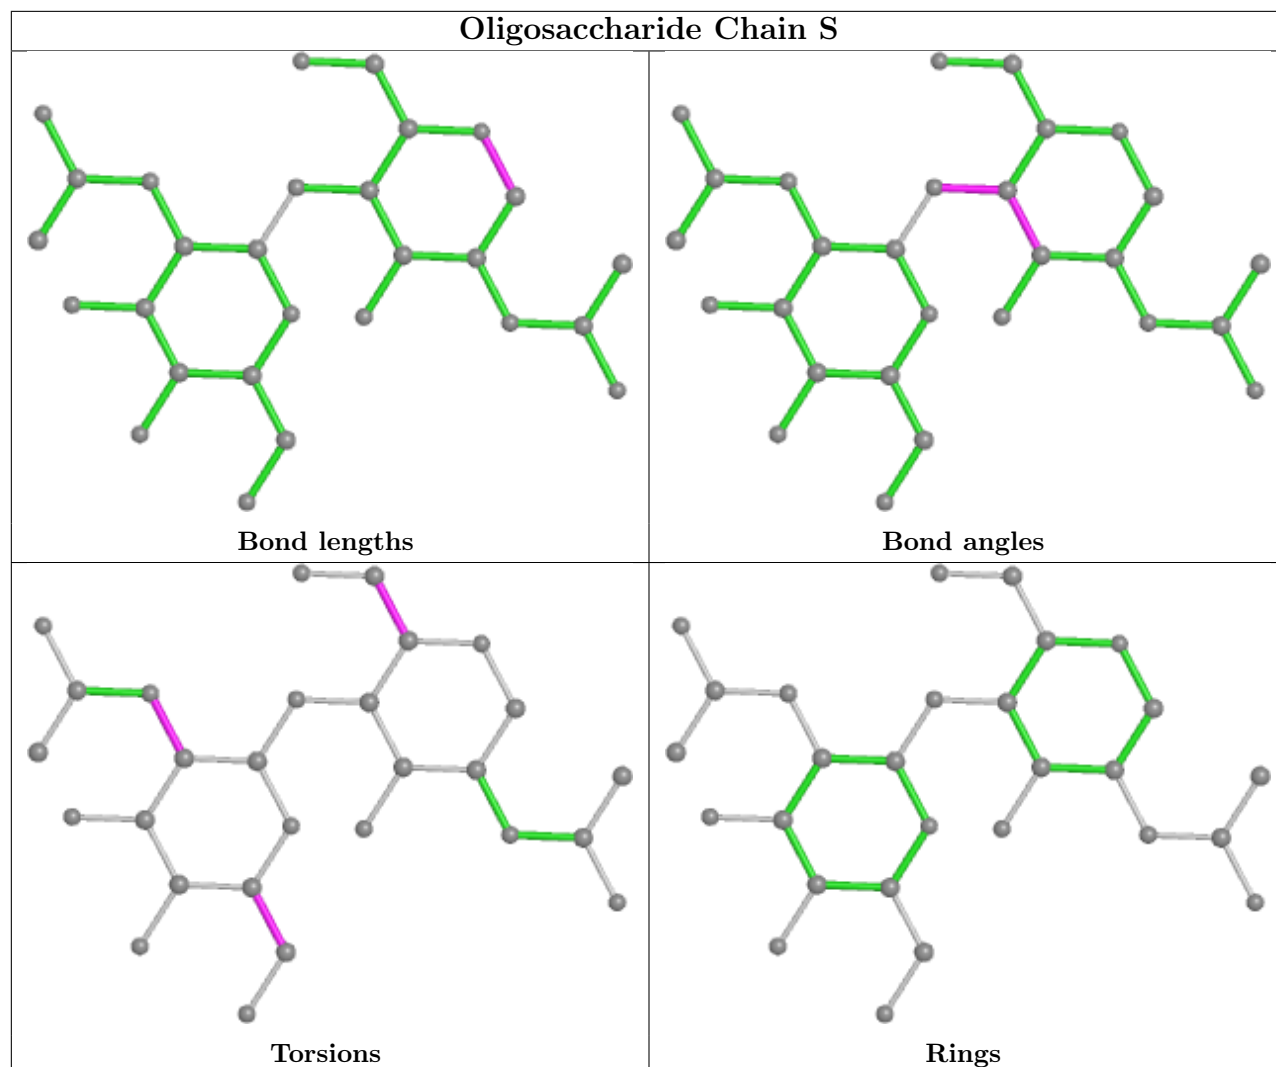 Oligosaccharide Chain S
Bond lengths
Bond angles
Torsions
Rings